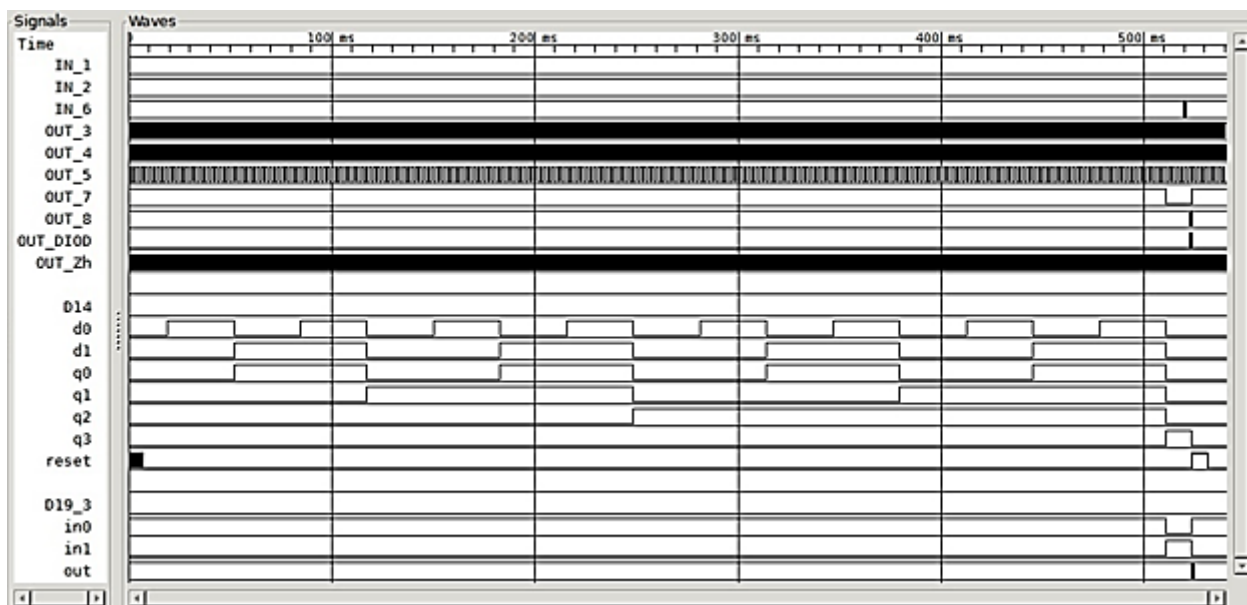 Signals
Waves
Time
100 ms
200 ms
300 ms
400 ms
500 ms
IN_1
IN_2
IN_6
OUT_3
OUT_4
OUT_5
OUT_7
OUT_8
OUT_DIOD
OUT_Zh
D14
d0
d1
q0
q1
q2
q3
reset
D19_3
in0
in1
out